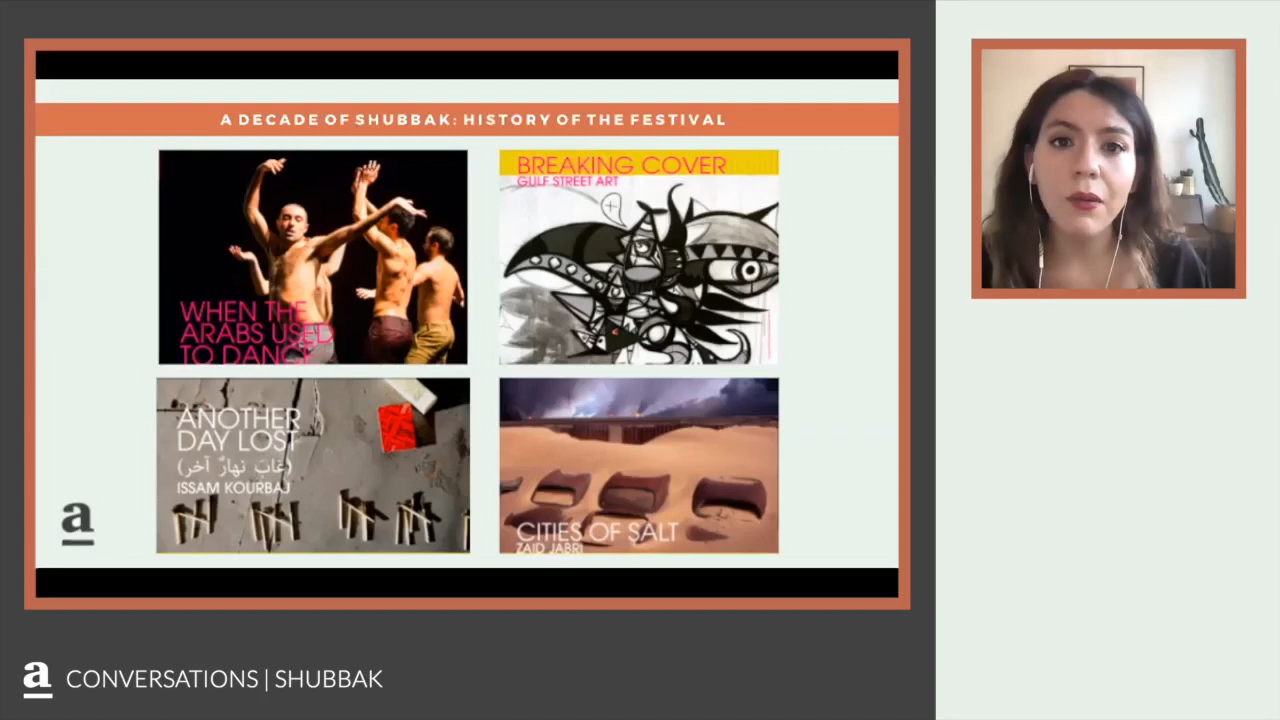 A DECADE OF SHUBBAK: HISTORY OF THE FESTIVAL
WHEN THE
ARABS USED
TO DANCE
BREAKING COVER
GULF STREET ART
ANOTHER
DAY LOST
(غابَ نهارٌ آخر)
ISSAM KOURBAJ
CITIES OF SALT
ZAID JABRI
a
a CONVERSATIONS | SHUBBAK